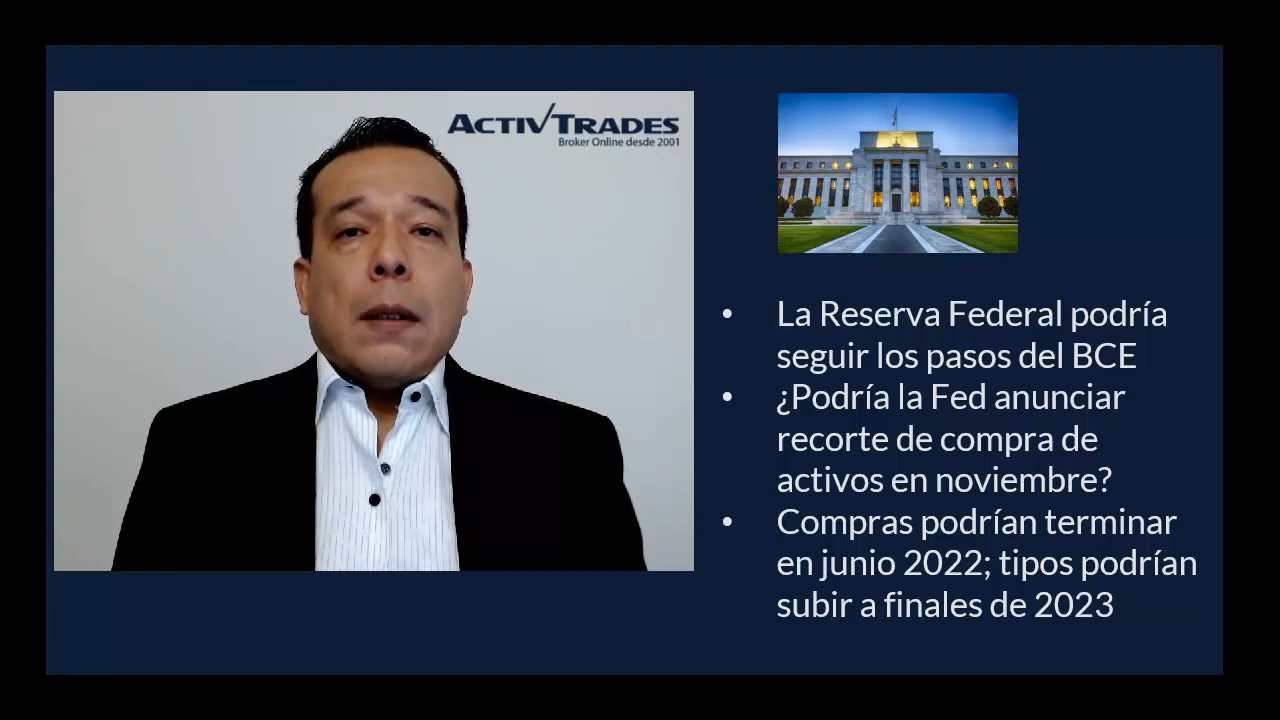 ACTIVTRADES
Broker Online desde 2001
• La Reserva Federal podría
seguir los pasos del BCE
• ¿Podría la Fed anunciar
recorte de compra de
activos en noviembre?
• Compras podrían terminar
en junio 2022; tipos podrían
subir a finales de 2023